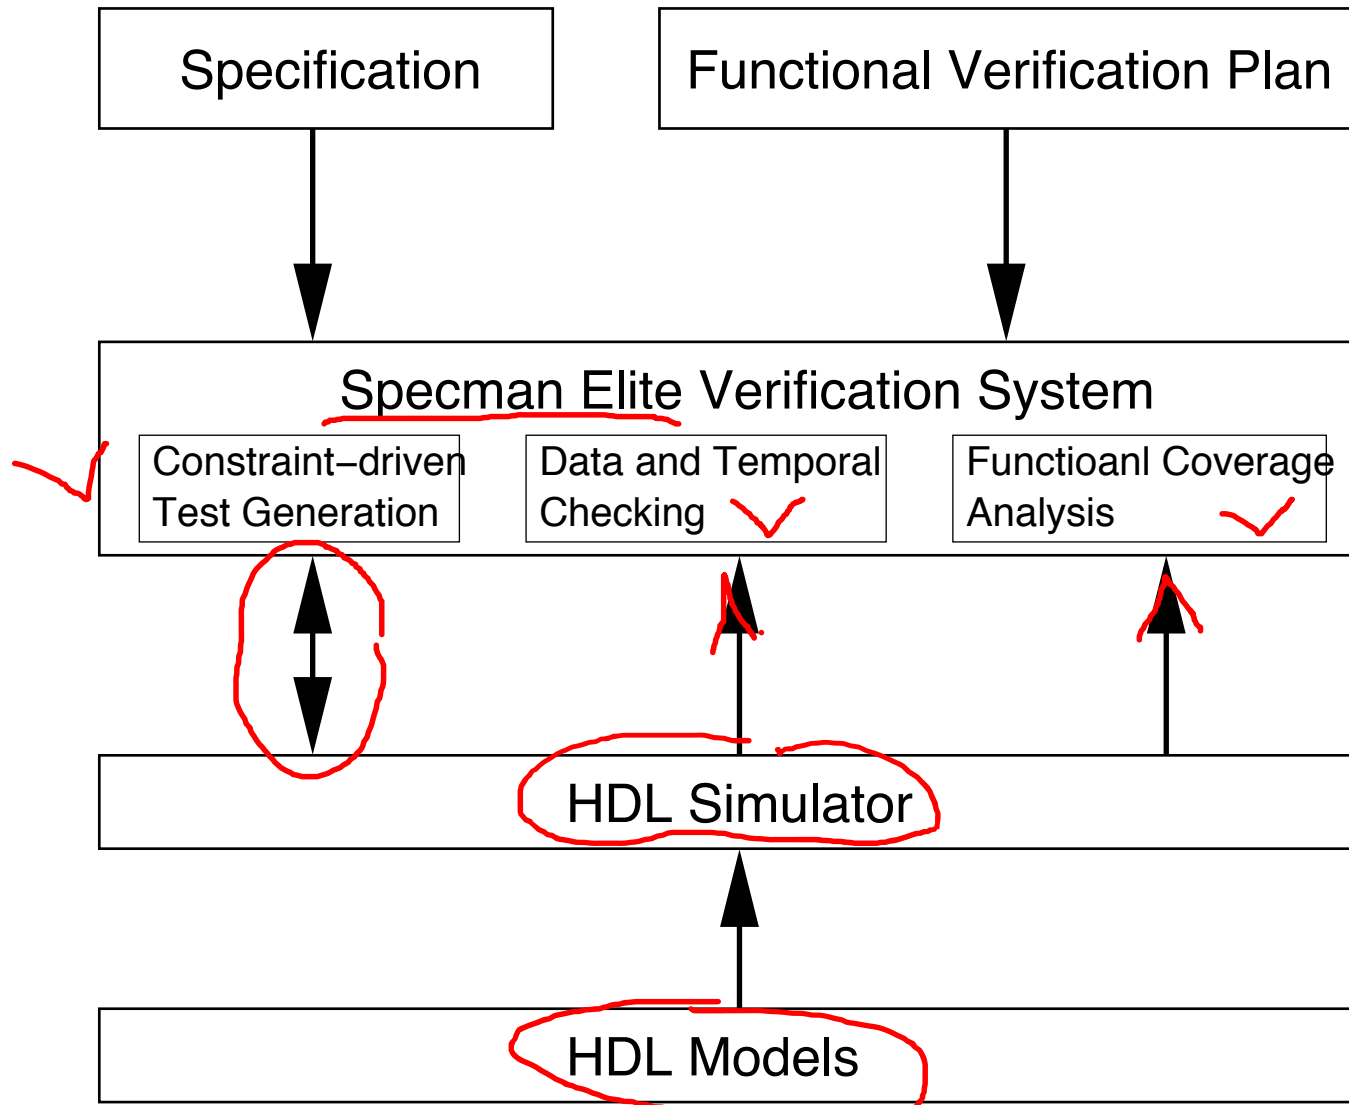 Specification
Functional Verification Plan
Specman Elite Verification System
Constraint-driven
Test Generation
Data and Temporal
Checking
Functioanl Coverage
Analysis
HDL Simulator
HDL Models